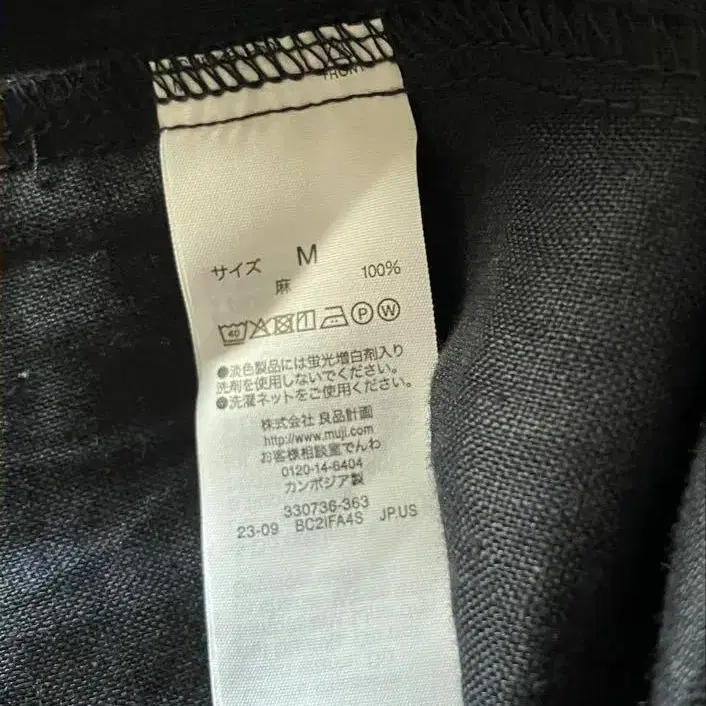 FRONT
サイズ M
麻 100%
40 P W
●淡色製品には蛍光増白剤入り
洗剤を使用しないでください。
●洗濯ネットをご使用ください。
株式会社 良品計画
http://www.muji.com
お客様相談室でんわ
0120-14-6404
カンボジア製
330736-363
23-09 BC2IFA4S JP.US